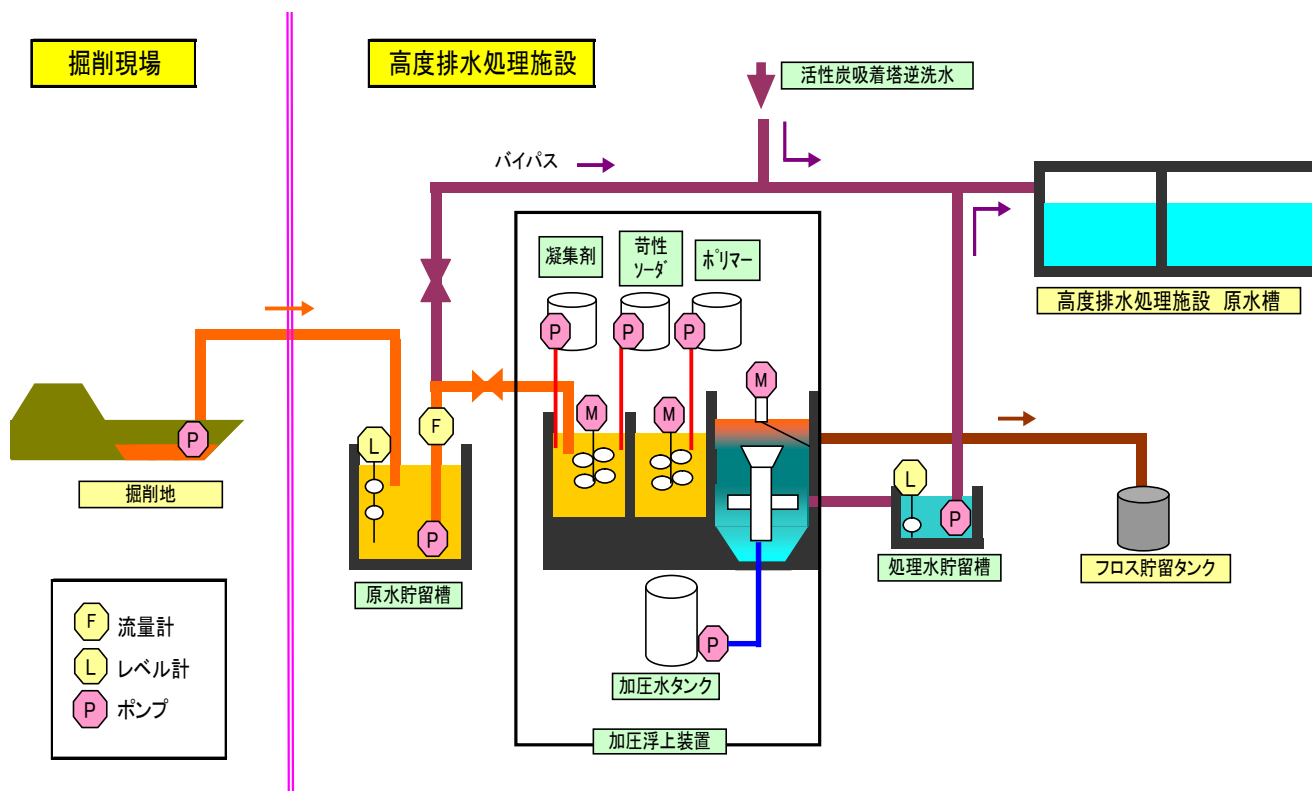 掘削現場
高度排水処理施設
活性炭吸着塔逆洗水
バイパス
凝集剤
苛性
ソーダ
ポリマー
高度排水処理施設 原水槽
P
P
P
M
M
M
F
L
P
掘削地
L
P
P
原水貯留槽
処理水貯留槽
フロス貯留タンク
P
加圧水タンク
加圧浮上装置
F 流量計
L レベル計
P ポンプ